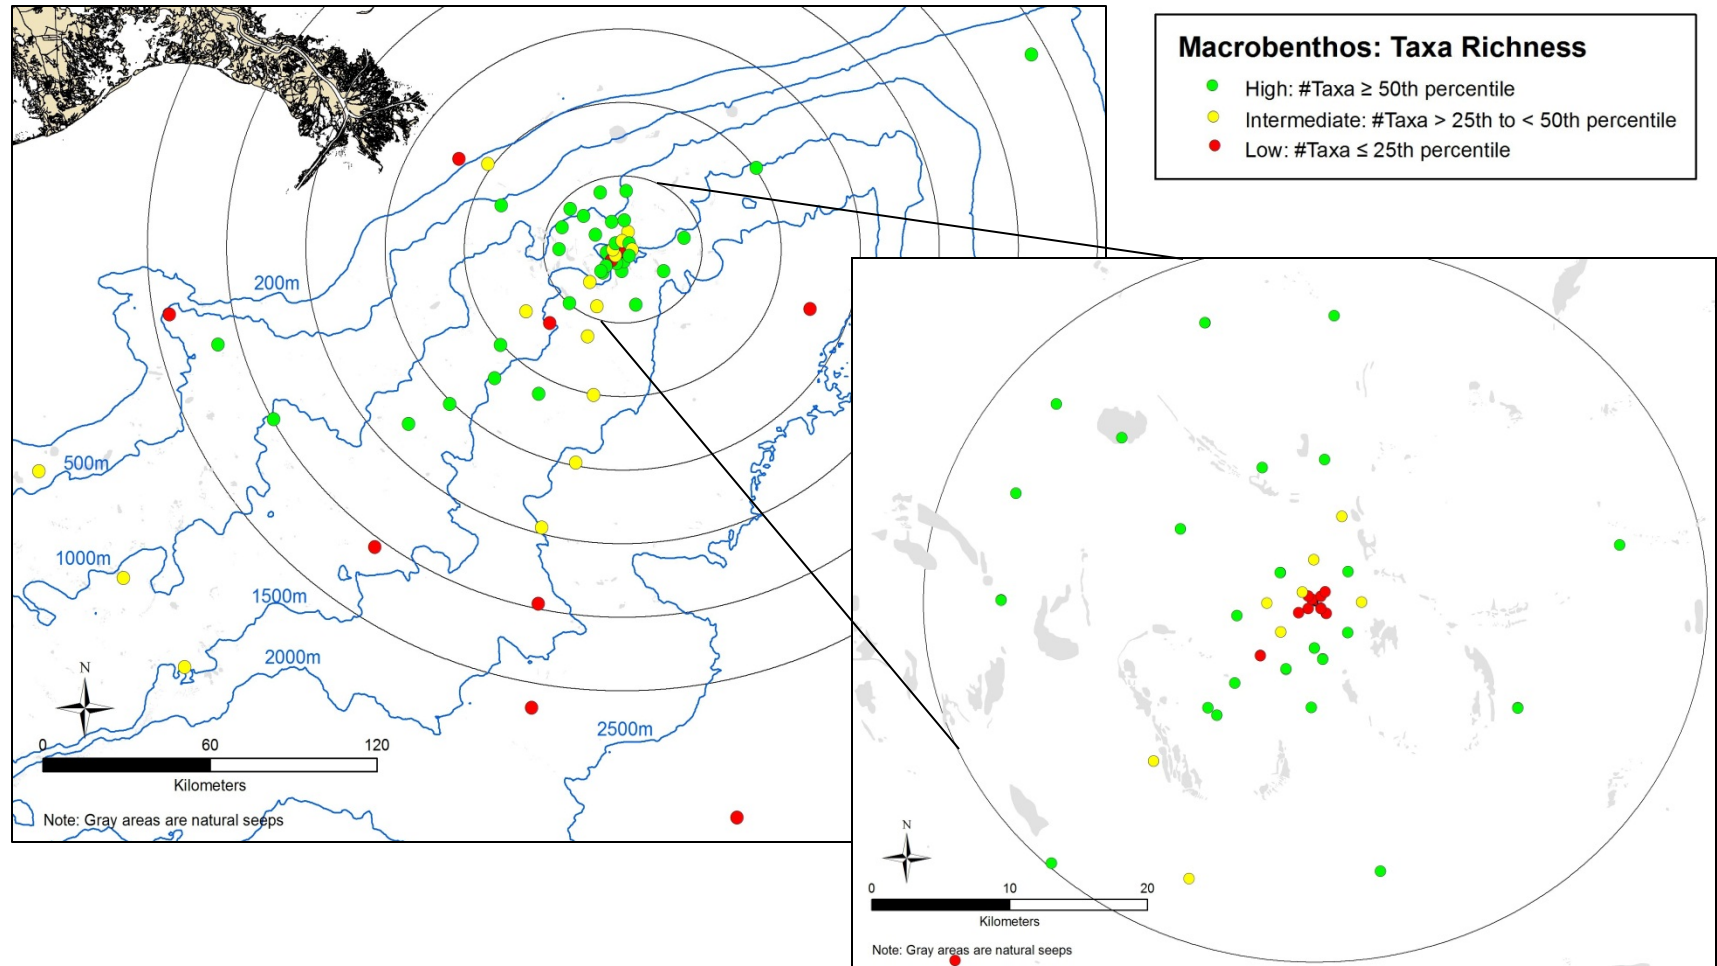 Macrobenthos: Taxa Richness
High: #Taxa ≥ 50th percentile
Intermediate: #Taxa > 25th to < 50th percentile
Low: #Taxa ≤ 25th percentile
200m
500m
1000m
1500m
2000m
2500m
N
0 60 120
Kilometers
Note: Gray areas are natural seeps
N
0 10 20
Kilometers
Note: Gray areas are natural seeps